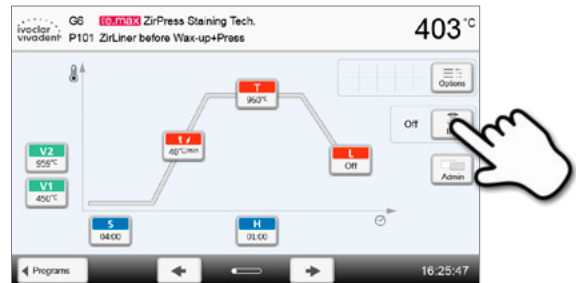 ivoclar
vivadent
G6 e.max ZirPress Staining Tech.
P101 ZirLiner before Wax-up+Press
403°C
T
960°C
Options
Off
t
40°C/min
V2
959°C
L
Off
Admin
V1
450°C
S
04:00
H
01:00
Programs
16:25:47